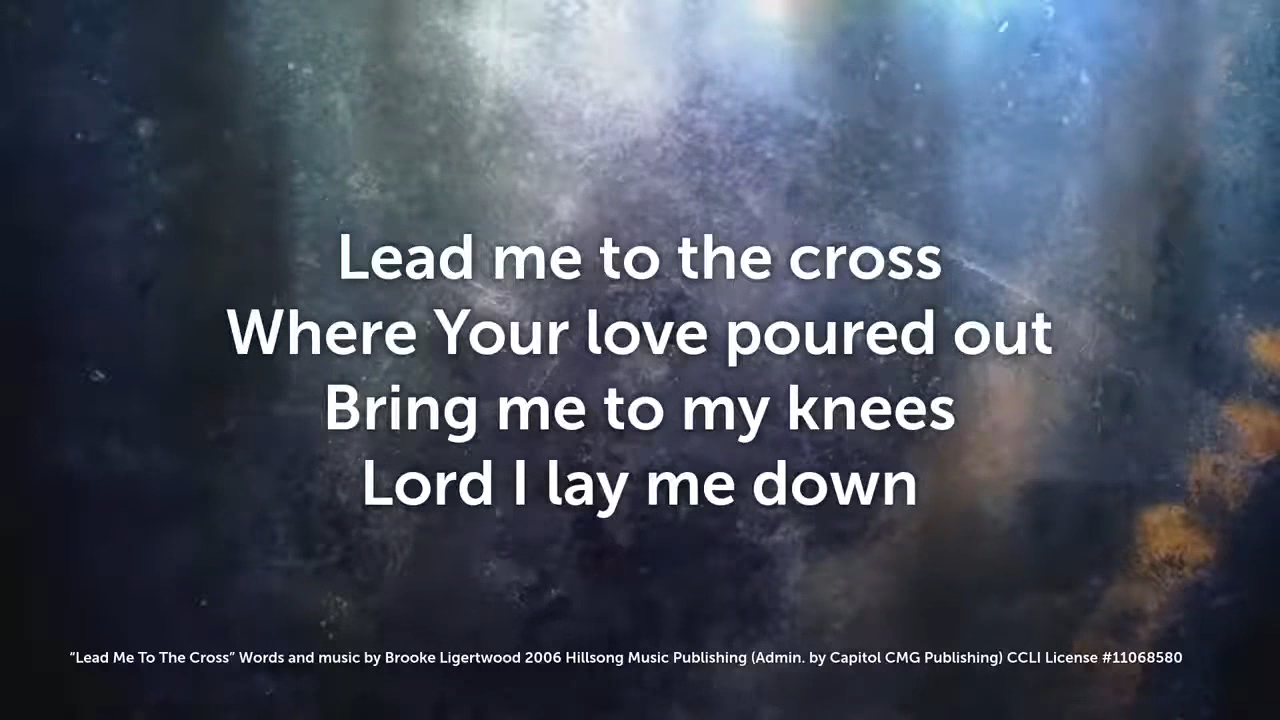 Lead me to the cross
Where Your love poured out
Bring me to my knees
Lord I lay me down
“Lead Me To The Cross” Words and music by Brooke Ligertwood 2006 Hillsong Music Publishing (Admin. by Capitol CMG Publishing) CCLI License #11068580